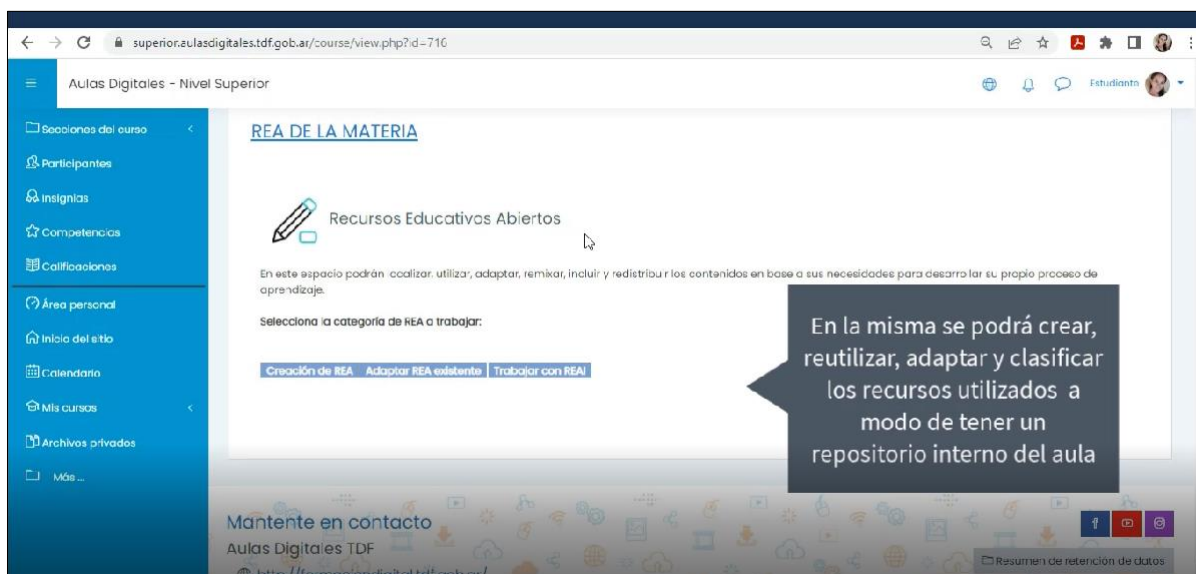 superior.aulasdigitales.tdf.gob.ar/course/view.php?id=716
Aulas Digitales - Nivel Superior
Estudiante
Secciones del curso
Participantes
Insignias
Competencias
Calificaciones
Área personal
Inicio del sitio
Calendario
Mis cursos
Archivos privados
Más...
REA DE LA MATERIA
Recursos Educativos Abiertos
En este espacio podrán localizar, utilizar, adaptar, remixar, incluir y redistribuir los contenidos en base a sus necesidades para desarrollar su propio proceso de
aprendizaje.
Selecciona la categoría de REA a trabajar:
Creación de REA Adaptar REA existente Trabajar con REAI
En la misma se podrá crear,
reutilizar, adaptar y clasificar
los recursos utilizados a
modo de tener un
repositorio interno del aula
Mantente en contacto
Aulas Digitales TDF
Resumen de retención de datos